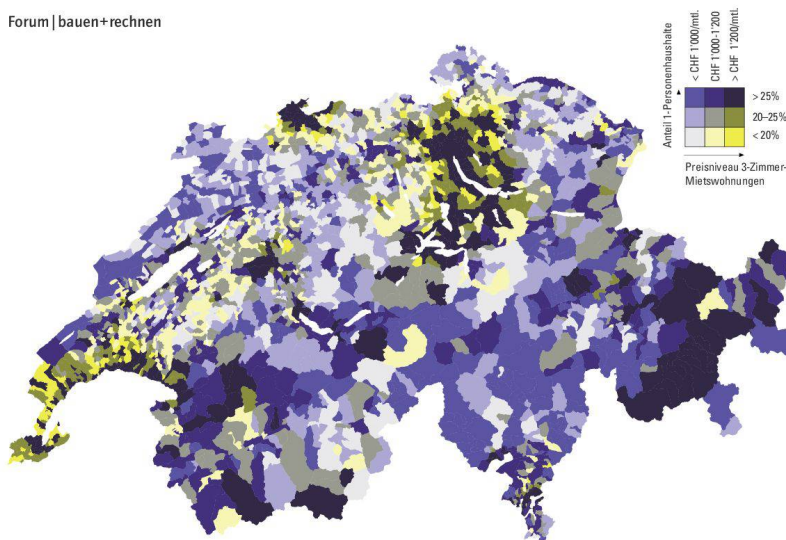 Forum | bauen+rechnen
Anteil 1-Personenhaushalte
< CHF 1'000/mtl.
CHF 1'000-1'200
> CHF 1'200/mtl.
> 25%
20–25%
< 20%
Preisniveau 3-Zimmer-
Mietswohnungen